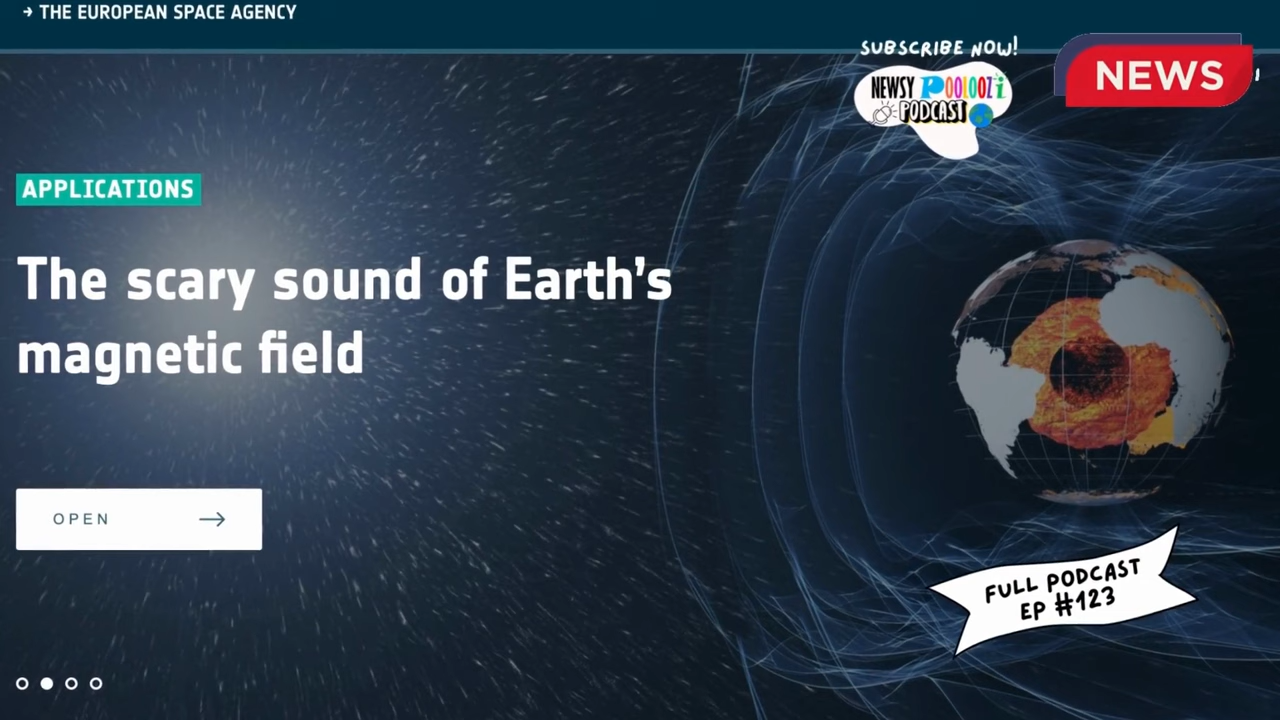 → THE EUROPEAN SPACE AGENCY
SUBSCRIBE NOW!
NEWSY POOLOOZI
PODCAST
NEWS
APPLICATIONS
The scary sound of Earth's
magnetic field
OPEN →
FULL PODCAST
EP #123